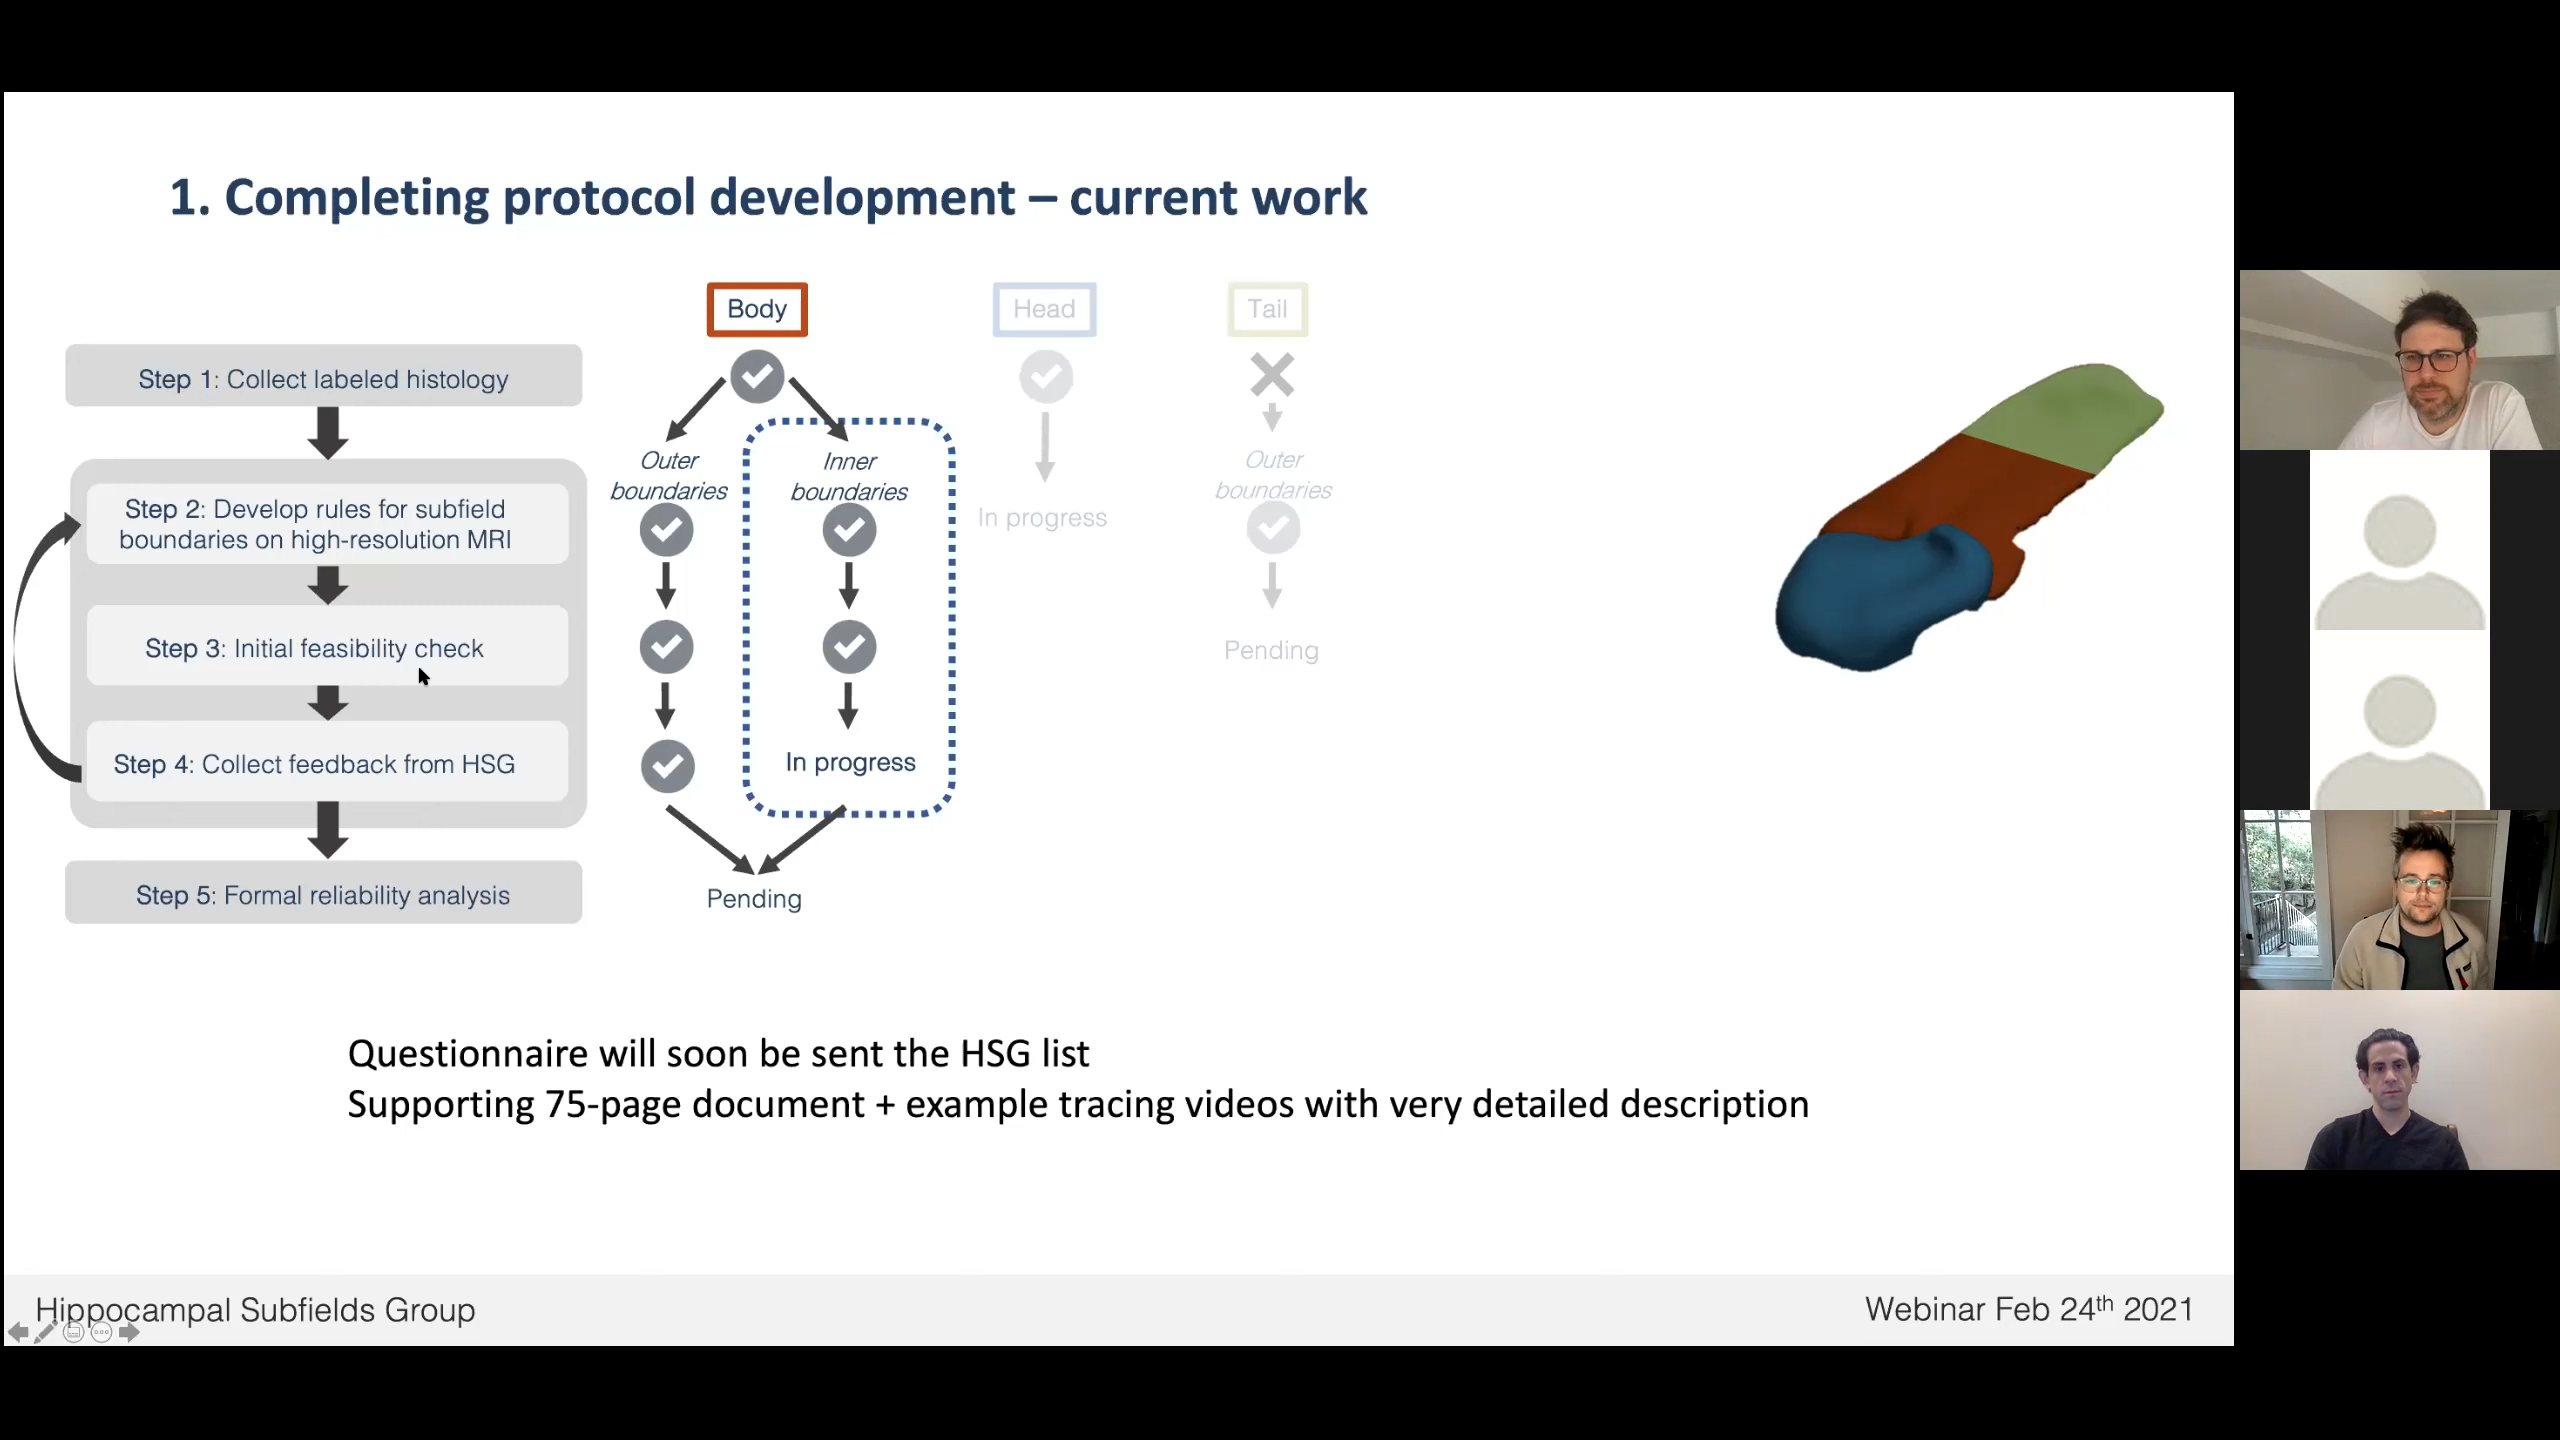 1. Completing protocol development – current work
Body
Head
Tail
Step 1: Collect labeled histology
Step 2: Develop rules for subfield
boundaries on high-resolution MRI
Step 3: Initial feasibility check
Step 4: Collect feedback from HSG
Step 5: Formal reliability analysis
Outer
boundaries
Inner
boundaries
In progress
Pending
In progress
Outer
boundaries
Pending
Questionnaire will soon be sent the HSG list
Supporting 75-page document + example tracing videos with very detailed description
Hippocampal Subfields Group
Webinar Feb 24th 2021